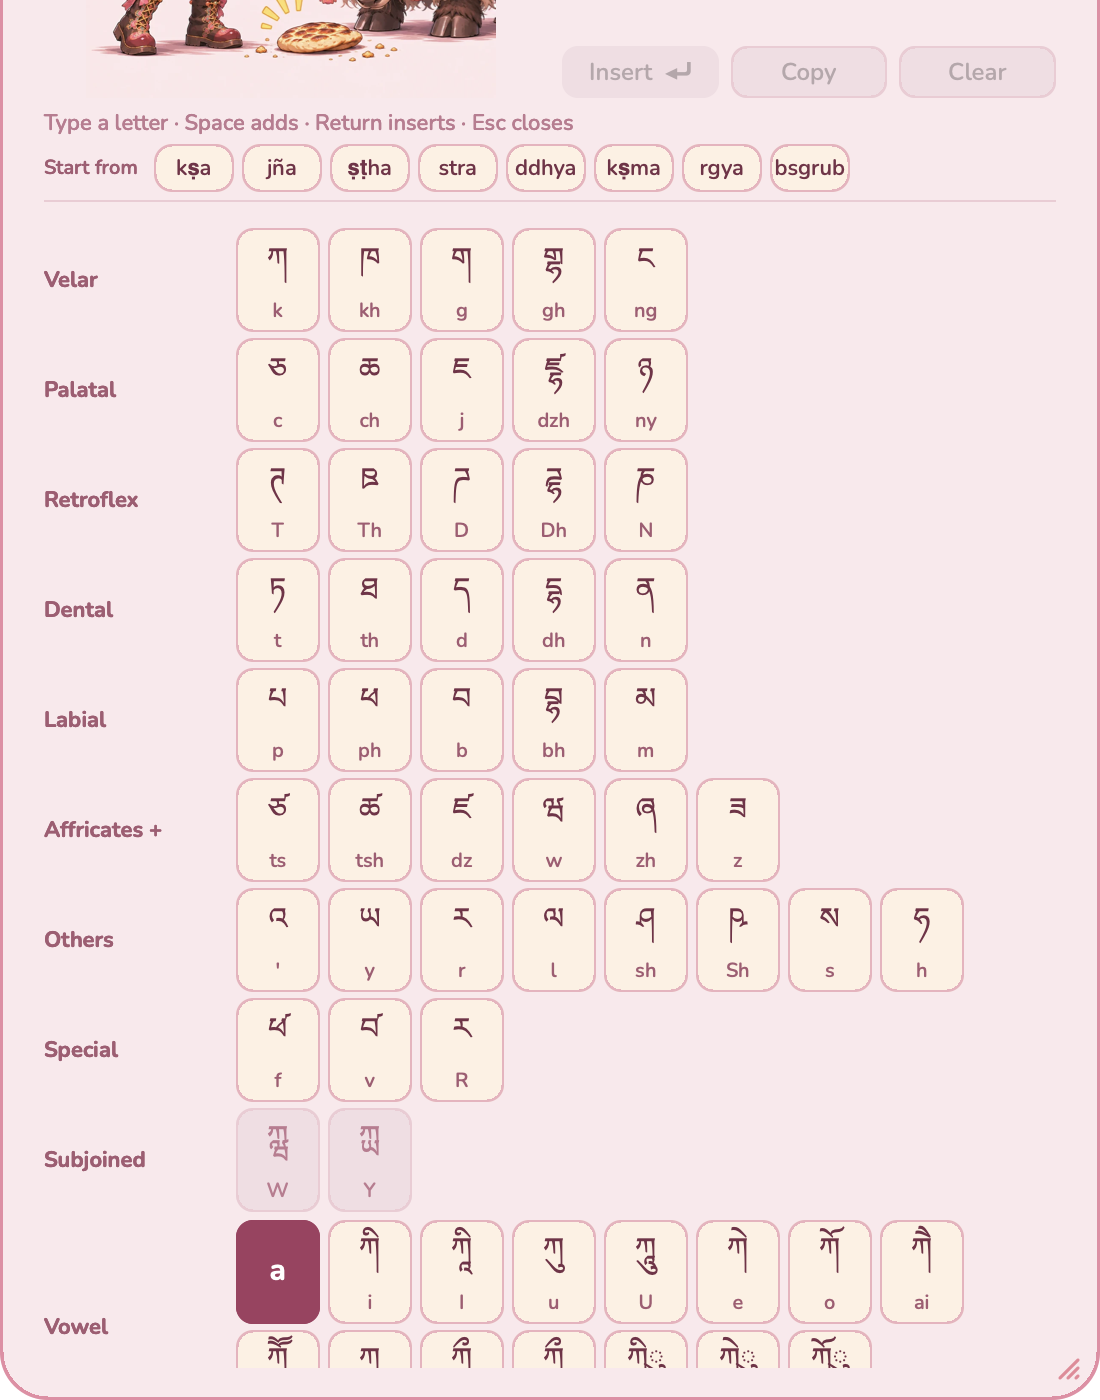 Insert Copy Clear
Type a letter · Space adds · Return inserts · Esc closes
Start from kṣa jña ṣṭha stra ddhya kṣma rgya bsgrub
ཀ ཁ ག གྷ ང
Velar
k kh g gh ng
ཅ ཆ ཇ ཛྷ ཉ
Palatal
c ch j dzh ny
ཊ ཋ ཌ ཌྷ ཎ
Retroflex
T Th D Dh N
ཏ ཐ ད དྷ ན
Dental
t th d dh n
པ ཕ བ བྷ མ
Labial
p ph b bh m
ཙ ཚ ཛ ཝ ཞ ཟ
Affricates +
ts tsh dz w zh z
འ ཡ ར ལ ཤ ཥ ས ཧ
Others
' y r l sh Sh s h
ཕ༹ བ༹ ར
Special
f v R
ཀྺ ཀྻ
Subjoined
W Y
ཀི ཀཱི ཀུ ཀཱུ ཀེ ཀོ ཀཻ
a
i I u U e o ai
Vowel